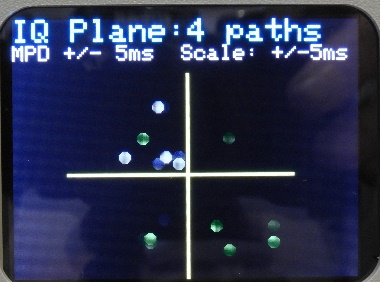 IQ Plane:4 paths
MPD +/- 5ms Scale: +/-5ms